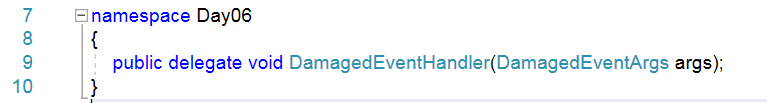 7 namespace Day06
8 {
9 public delegate void DamagedEventHandler(DamagedEventArgs args);
10 }